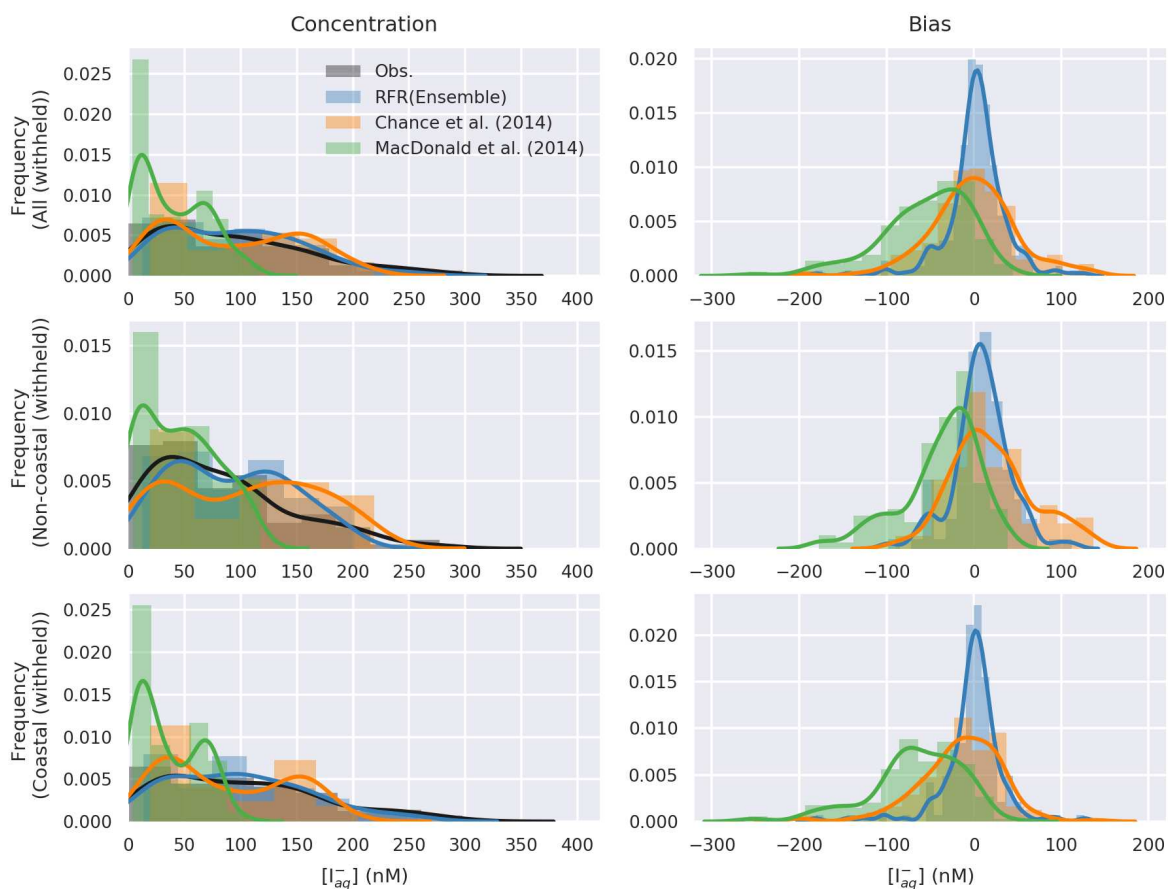 Concentration
Bias
Frequency
(All (withheld))
0.025
0.020
0.015
0.010
0.005
0.000
Obs.
RFR(Ensemble)
Chance et al. (2014)
MacDonald et al. (2014)
0 50 100 150 200 250 300 350 400
0.020
0.015
0.010
0.005
0.000
−300 −200 −100 0 100 200
Frequency
(Non-coastal (withheld))
0.015
0.010
0.005
0.000
0 50 100 150 200 250 300 350 400
0.015
0.010
0.005
0.000
−300 −200 −100 0 100 200
Frequency
(Coastal (withheld))
0.025
0.020
0.015
0.010
0.005
0.000
0 50 100 150 200 250 300 350 400
[I⁻aq] (nM)
0.020
0.015
0.010
0.005
0.000
−300 −200 −100 0 100 200
[I⁻aq] (nM)